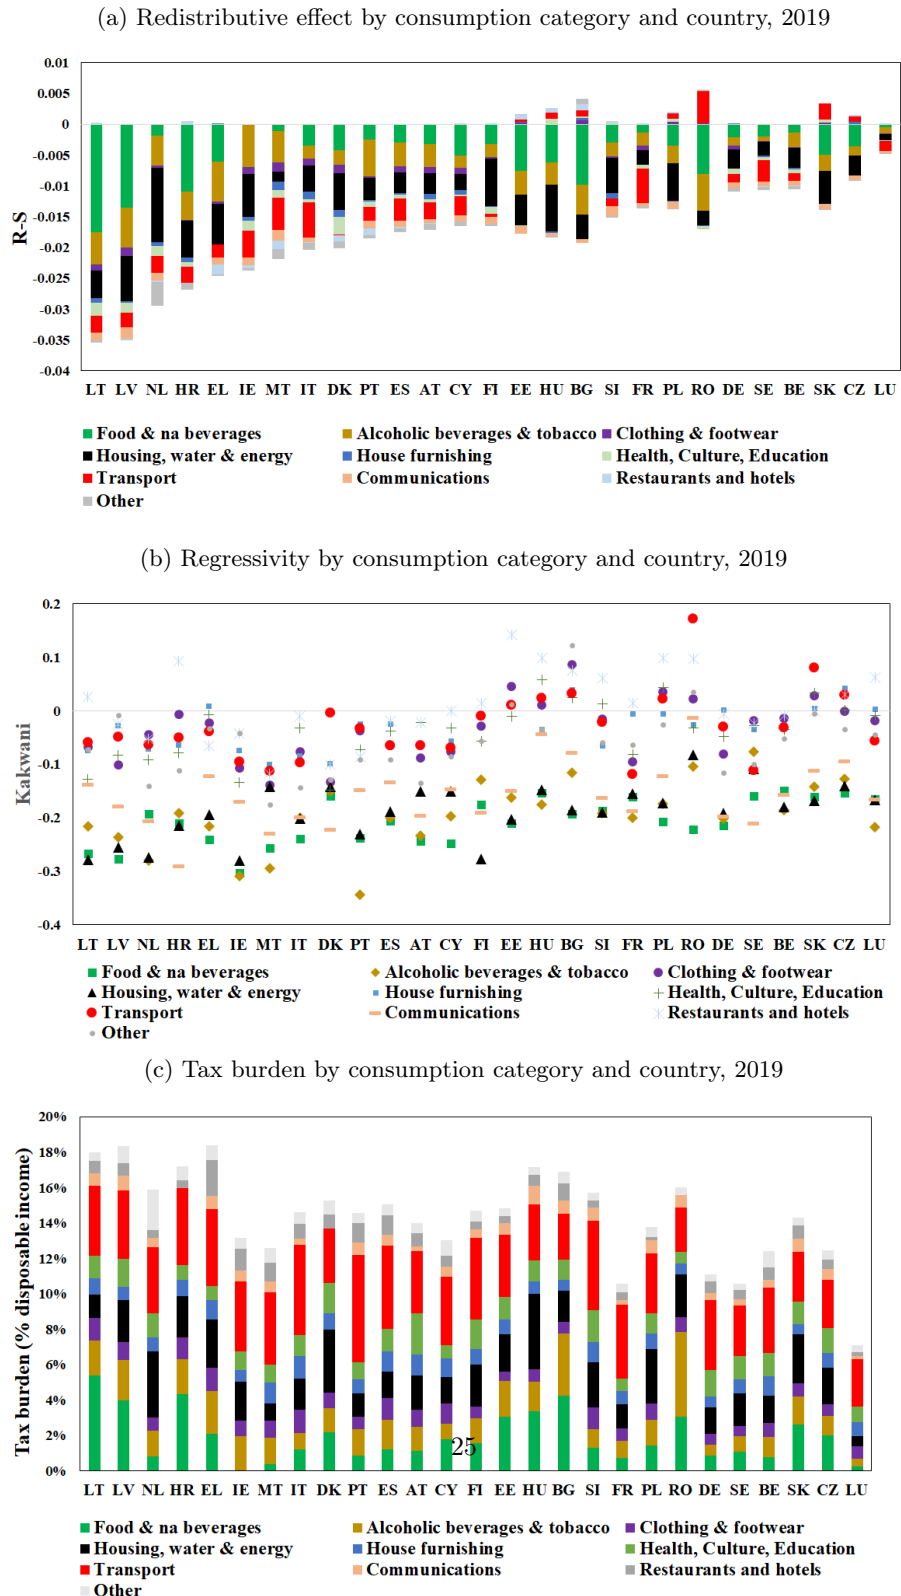 (a) Redistributive effect by consumption category and country, 2019
R-S
0.01
0.005
0
-0.005
-0.01
-0.015
-0.02
-0.025
-0.03
-0.035
-0.04
LT LV NL HR EL IE MT IT DK PT ES AT CY FI EE HU BG SI FR PL RO DE SE BE SK CZ LU
Food & na beverages Alcoholic beverages & tobacco Clothing & footwear
Housing, water & energy House furnishing Health, Culture, Education
Transport Communications Restaurants and hotels
Other
(b) Regressivity by consumption category and country, 2019
Kakwani
0.2
0.1
0
-0.1
-0.2
-0.3
-0.4
LT LV NL HR EL IE MT IT DK PT ES AT CY FI EE HU BG SI FR PL RO DE SE BE SK CZ LU
Food & na beverages Alcoholic beverages & tobacco Clothing & footwear
Housing, water & energy House furnishing Health, Culture, Education
Transport Communications Restaurants and hotels
Other
(c) Tax burden by consumption category and country, 2019
Tax burden (% disposable income)
20%
18%
16%
14%
12%
10%
8%
6%
4%
2%
0%
25
LT LV NL HR EL IE MT IT DK PT ES AT CY FI EE HU BG SI FR PL RO DE SE BE SK CZ LU
Food & na beverages Alcoholic beverages & tobacco Clothing & footwear
Housing, water & energy House furnishing Health, Culture, Education
Transport Communications Restaurants and hotels
Other